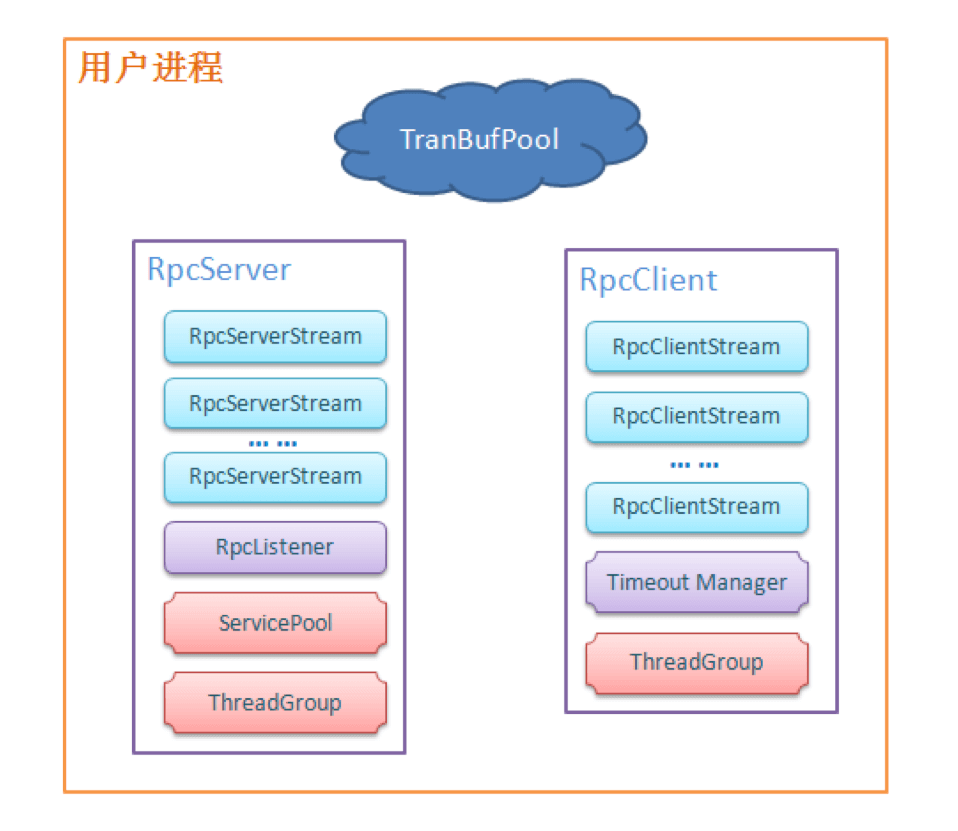 用户进程
TranBufPool
RpcServer
RpcServerStream
RpcServerStream
... ...
RpcServerStream
RpcListener
ServicePool
ThreadGroup
RpcClient
RpcClientStream
RpcClientStream
... ...
RpcClientStream
Timeout Manager
ThreadGroup